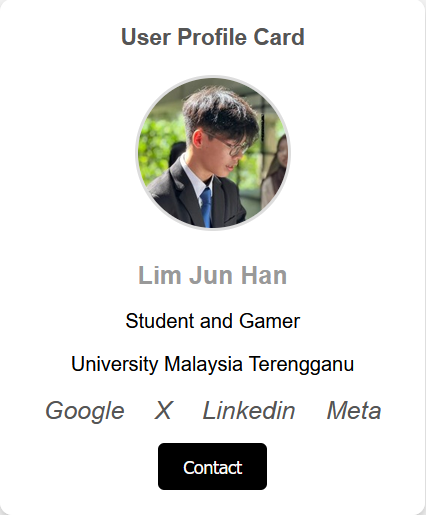 User Profile Card
Lim Jun Han
Student and Gamer
University Malaysia Terengganu
Google X Linkedin Meta
Contact